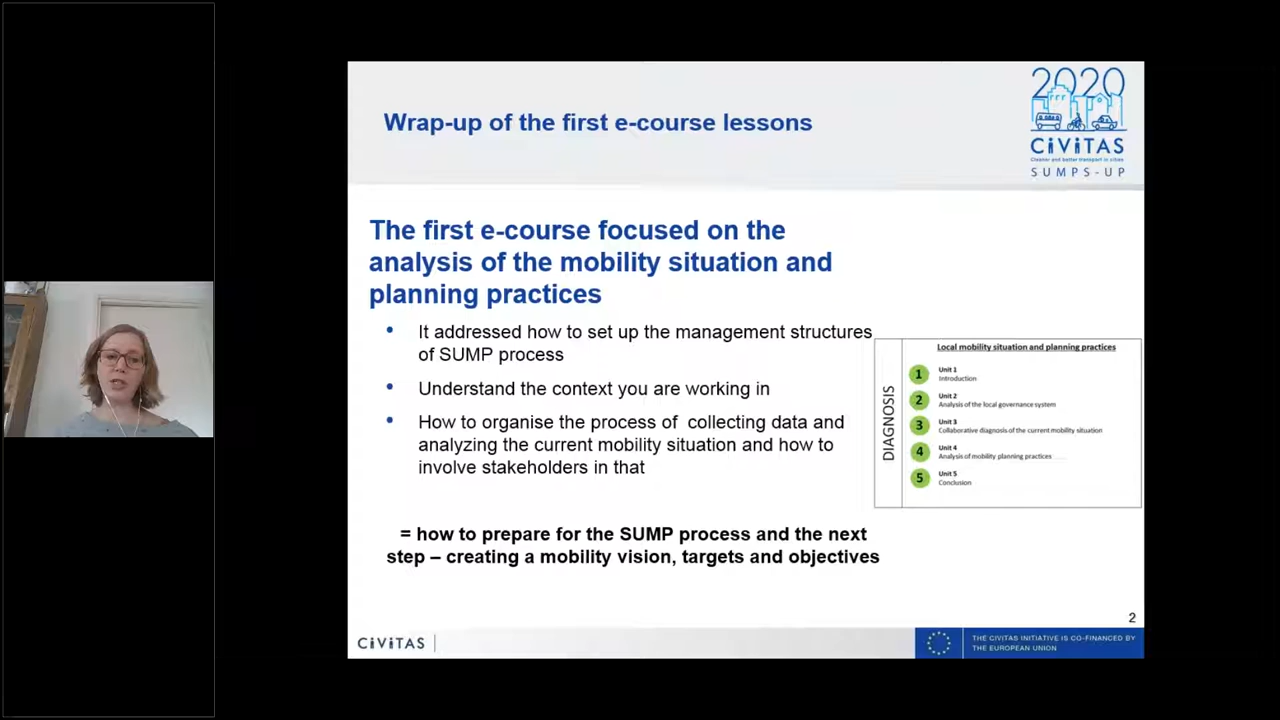 Wrap-up of the first e-course lessons
2020
CiViTAS
Cleaner and better transport in cities
SUMPS-UP
The first e-course focused on the
analysis of the mobility situation and
planning practices
• It addressed how to set up the management structures
of SUMP process
• Understand the context you are working in
• How to organise the process of collecting data and
analyzing the current mobility situation and how to
involve stakeholders in that
= how to prepare for the SUMP process and the next
step – creating a mobility vision, targets and objectives
DIAGNOSIS
Local mobility situation and planning practices
1 Unit 1
Introduction
2 Unit 2
Analysis of the local governance system
3 Unit 3
Collaborative diagnosis of the current mobility situation
4 Unit 4
Analysis of mobility planning practices
5 Unit 5
Conclusion
2
CiViTAS
THE CIVITAS INITIATIVE IS CO-FINANCED BY
THE EUROPEAN UNION